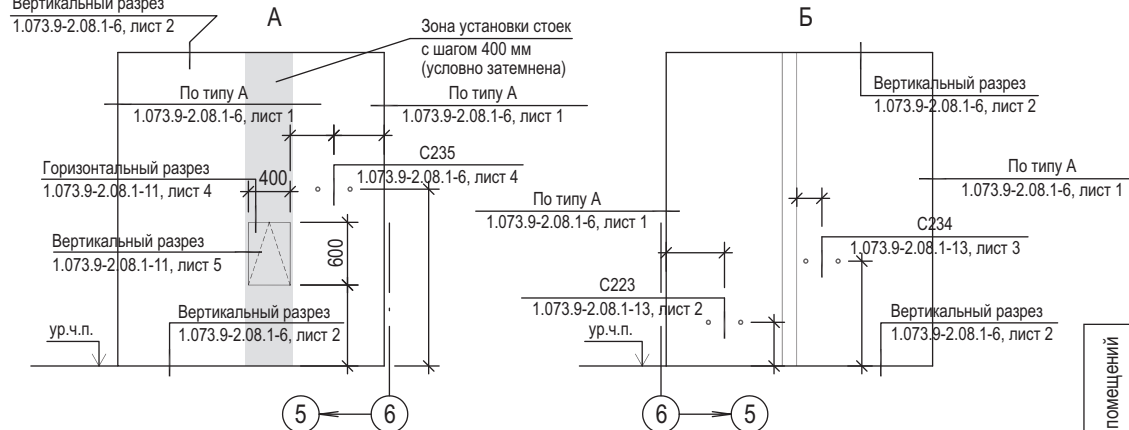 Вертикальный разрез
1.073.9-2.08.1-6, лист 2
А
Зона установки стоек
с шагом 400 мм
(условно затемнена)
По типу А
1.073.9-2.08.1-6, лист 1
По типу А
1.073.9-2.08.1-6, лист 1
Горизонтальный разрез
1.073.9-2.08.1-11, лист 4
400
С235
1.073.9-2.08.1-6, лист 4
Вертикальный разрез
1.073.9-2.08.1-11, лист 5
600
Вертикальный разрез
1.073.9-2.08.1-6, лист 2
ур.ч.п.
5
6
Б
Вертикальный разрез
1.073.9-2.08.1-6, лист 2
По типу А
1.073.9-2.08.1-6, лист 1
По типу А
1.073.9-2.08.1-6, лист 1
С234
1.073.9-2.08.1-13, лист 3
С223
1.073.9-2.08.1-13, лист 2
Вертикальный разрез
1.073.9-2.08.1-6, лист 2
ур.ч.п.
6
5
помещений